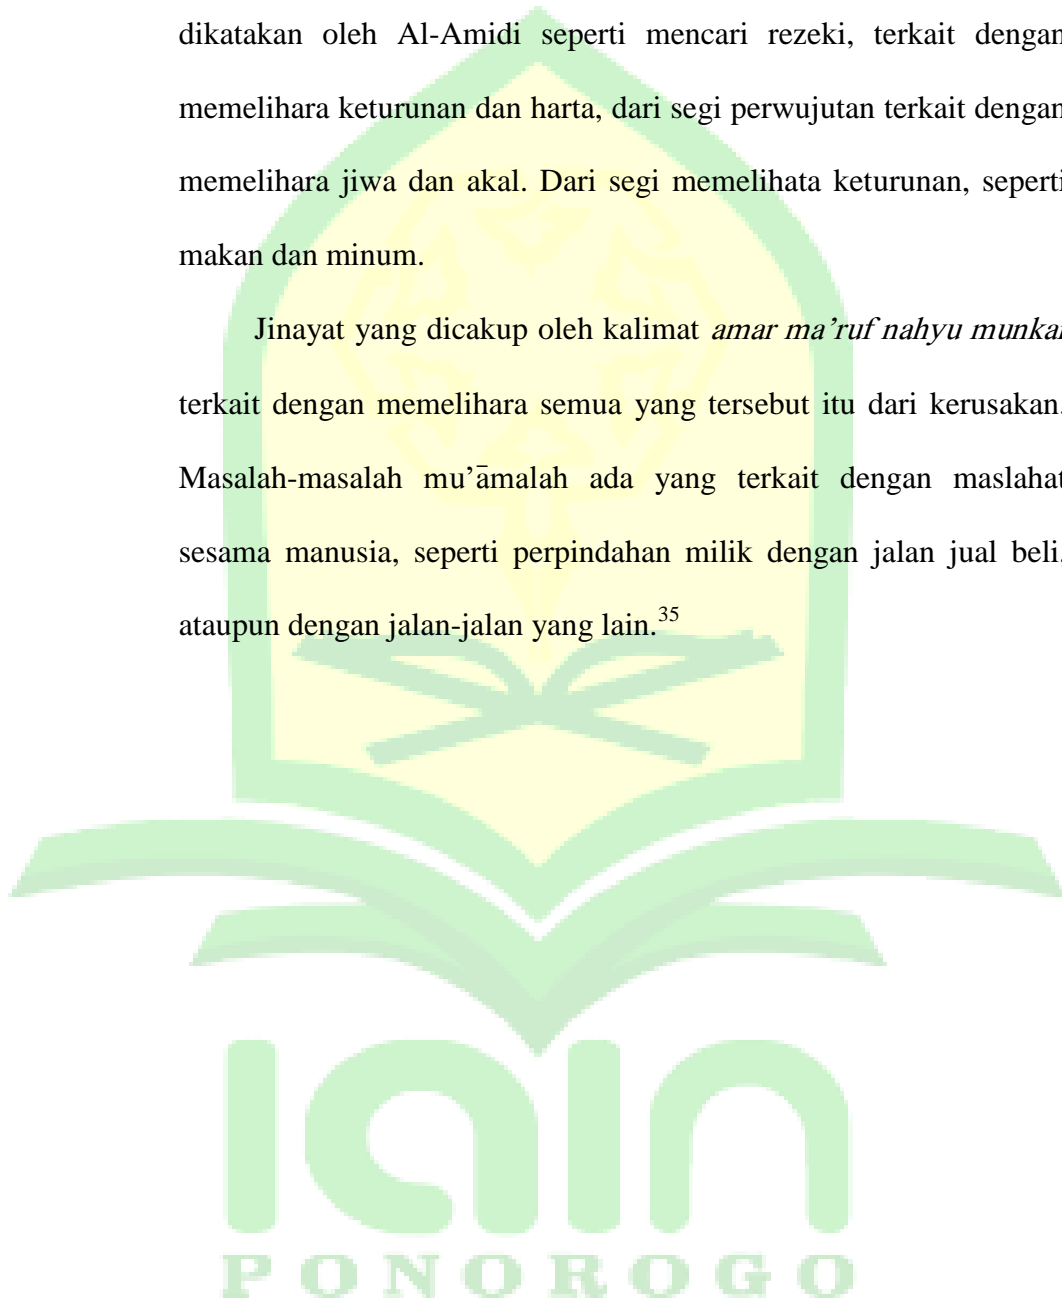 dikatakan oleh Al-Amidi seperti mencari rezeki, terkait dengan
memelihara keturunan dan harta, dari segi perwujutan terkait dengan
memelihara jiwa dan akal. Dari segi memelihata keturunan, seperti
makan dan minum.
Jinayat yang dicakup oleh kalimat amar ma’ruf nahyu munkar
terkait dengan memelihara semua yang tersebut itu dari kerusakan.
Masalah-masalah mu’āmalah ada yang terkait dengan maslahat
sesama manusia, seperti perpindahan milik dengan jalan jual beli,
ataupun dengan jalan-jalan yang lain.35
IAIN
PONOROGO